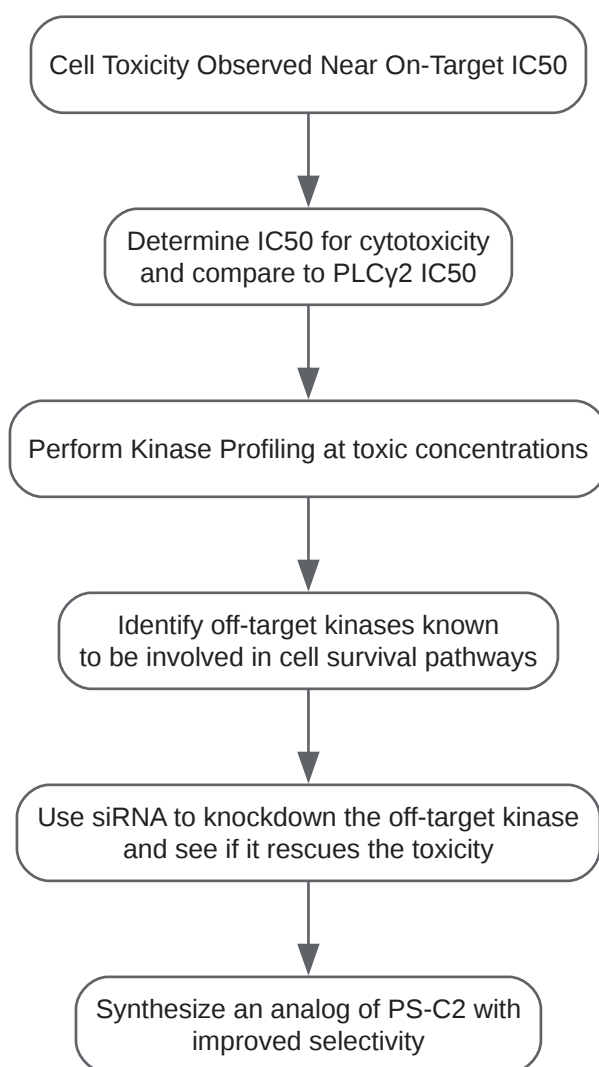 Cell Toxicity Observed Near On-Target IC50
Determine IC50 for cytotoxicity
and compare to PLCγ2 IC50
Perform Kinase Profiling at toxic concentrations
Identify off-target kinases known
to be involved in cell survival pathways
Use siRNA to knockdown the off-target kinase
and see if it rescues the toxicity
Synthesize an analog of PS-C2 with
improved selectivity